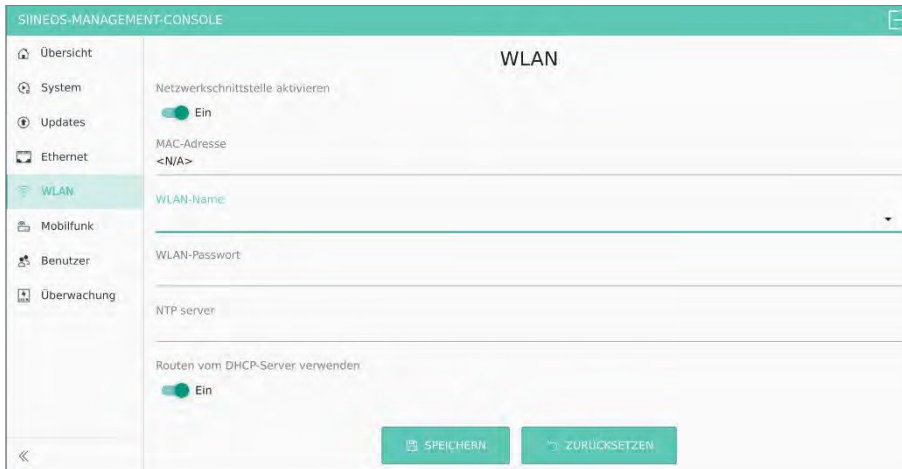 SIINEOS-MANAGEMENT-CONSOLE
Übersicht
System
Updates
Ethernet
WLAN
Mobilfunk
Benutzer
Überwachung
WLAN
Netzwerkschnittstelle aktivieren
Ein
MAC-Adresse
<N/A>
WLAN-Name
WLAN-Passwort
NTP server
Routen vom DHCP-Server verwenden
Ein
SPEICHERN
ZURÜCKSETZEN